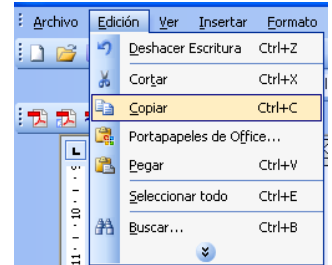 Archivo Edición Ver Insertar Formato
Deshacer Escritura Ctrl+Z
Cortar Ctrl+X
Copiar Ctrl+C
Portapapeles de Office...
Pegar Ctrl+V
Seleccionar todo Ctrl+E
Buscar... Ctrl+B